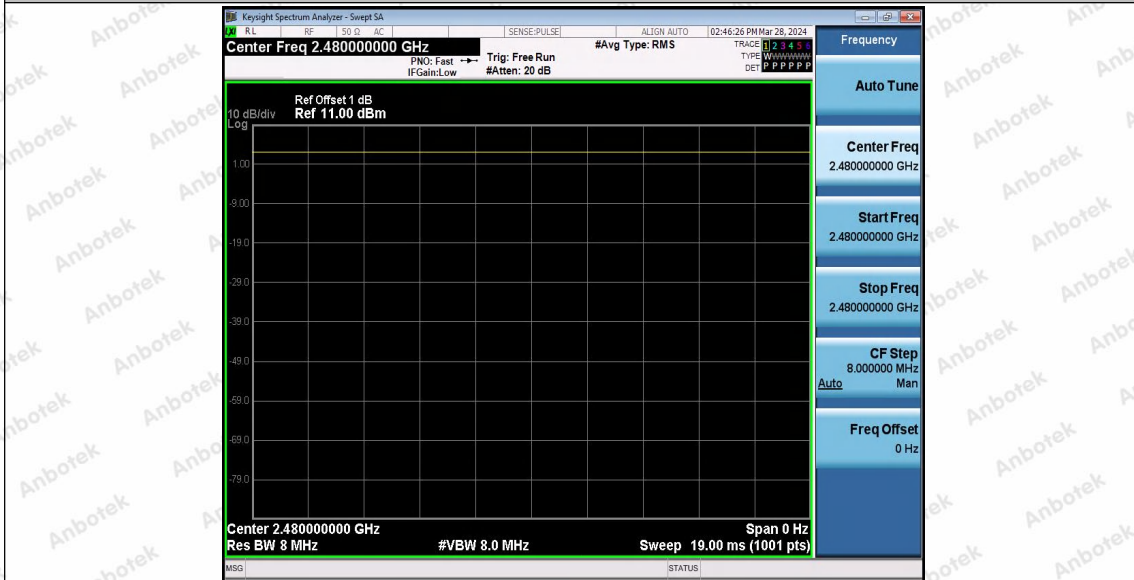 Keysight Spectrum Analyzer - Swept SA
LXI RL RF 50 Ω AC SENSE:PULSE ALIGN AUTO 02:46:26 PM Mar 28, 2024
Center Freq 2.480000000 GHz
#Avg Type: RMS
TRACE 1 2 3 4 5 6
PNO: Fast
Trig: Free Run
TYPE WWWWWW
IFGain:Low
#Atten: 20 dB
DET P P P P P P
Ref Offset 1 dB
10 dB/div Ref 11.00 dBm
Log
1.00
-9.00
-19.0
-29.0
-39.0
-49.0
-59.0
-69.0
-79.0
Center 2.480000000 GHz Span 0 Hz
Res BW 8 MHz #VBW 8.0 MHz Sweep 19.00 ms (1001 pts)
MSG STATUS
Frequency
Auto Tune
Center Freq
2.480000000 GHz
Start Freq
2.480000000 GHz
Stop Freq
2.480000000 GHz
CF Step
8.000000 MHz
Auto Man
Freq Offset
0 Hz
Anbotek